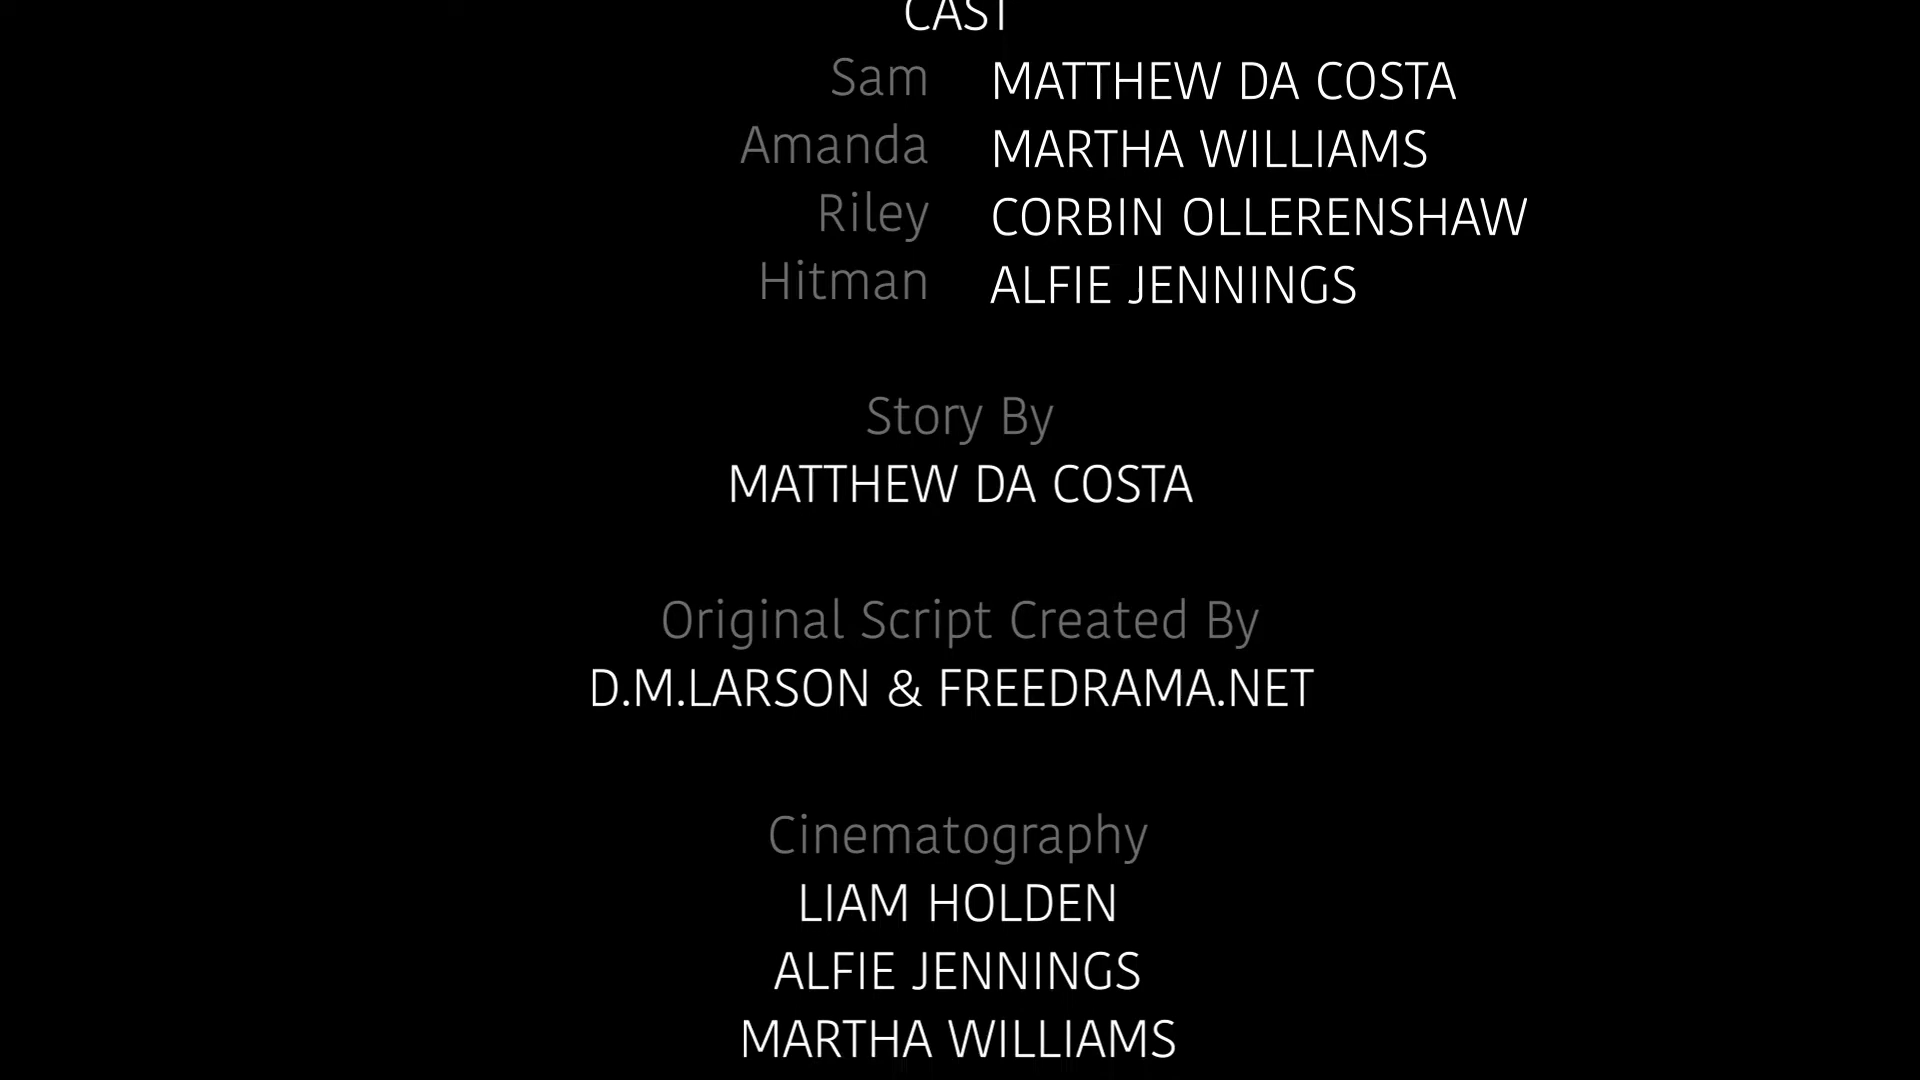 CAST
Sam MATTHEW DA COSTA
Amanda MARTHA WILLIAMS
Riley CORBIN OLLERENSHAW
Hitman ALFIE JENNINGS
Story By
MATTHEW DA COSTA
Original Script Created By
D.M.LARSON & FREEDRAMA.NET
Cinematography
LIAM HOLDEN
ALFIE JENNINGS
MARTHA WILLIAMS